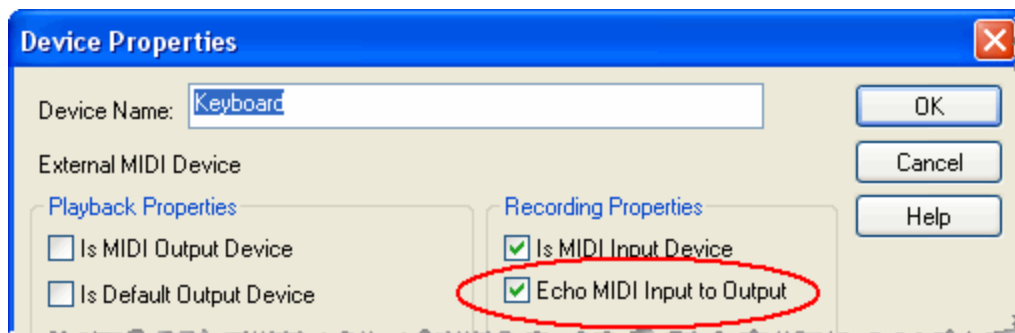 Device Properties
Device Name: Keyboard
OK
External MIDI Device
Cancel
Playback Properties
Recording Properties
Help
Is MIDI Output Device
Is MIDI Input Device
Is Default Output Device
Echo MIDI Input to Output